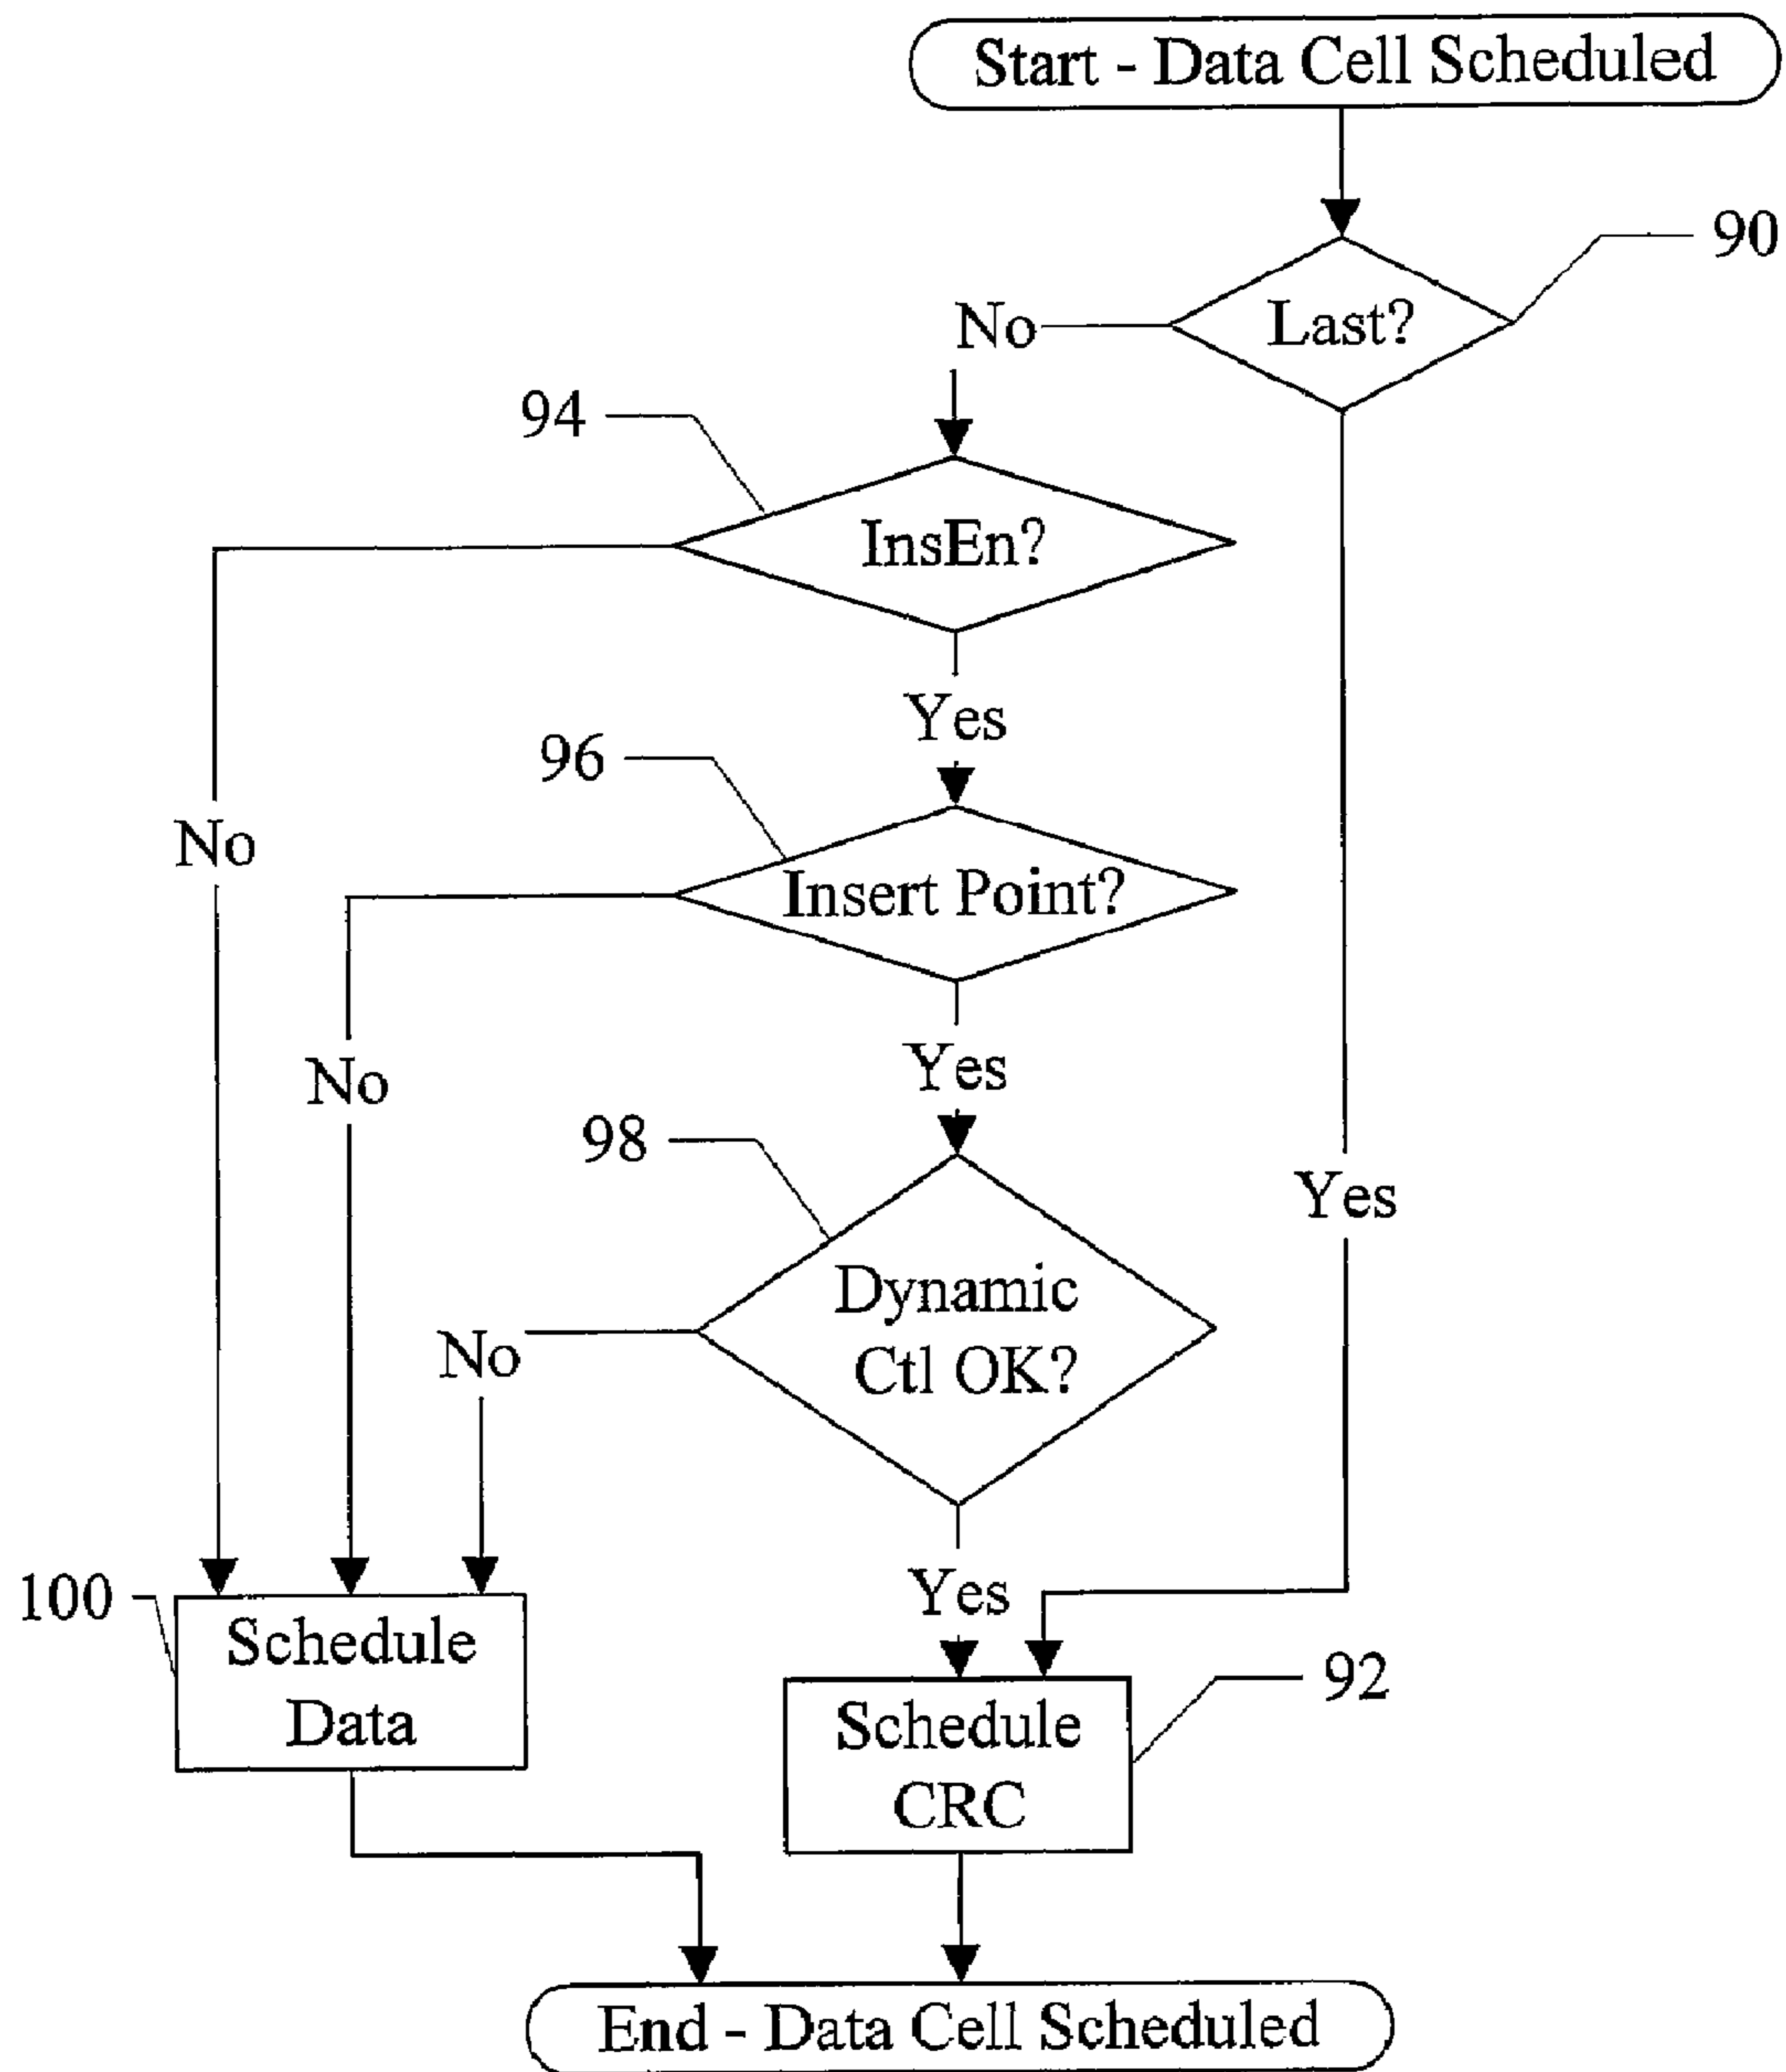 Start - Data Cell Scheduled
90
Last?
No
94
InsEn?
Yes
96
No
Insert Point?
Yes
No
98
Yes
Dynamic
Ctl OK?
No
Yes
100
Schedule
Data
92
Schedule
CRC
End - Data Cell Scheduled